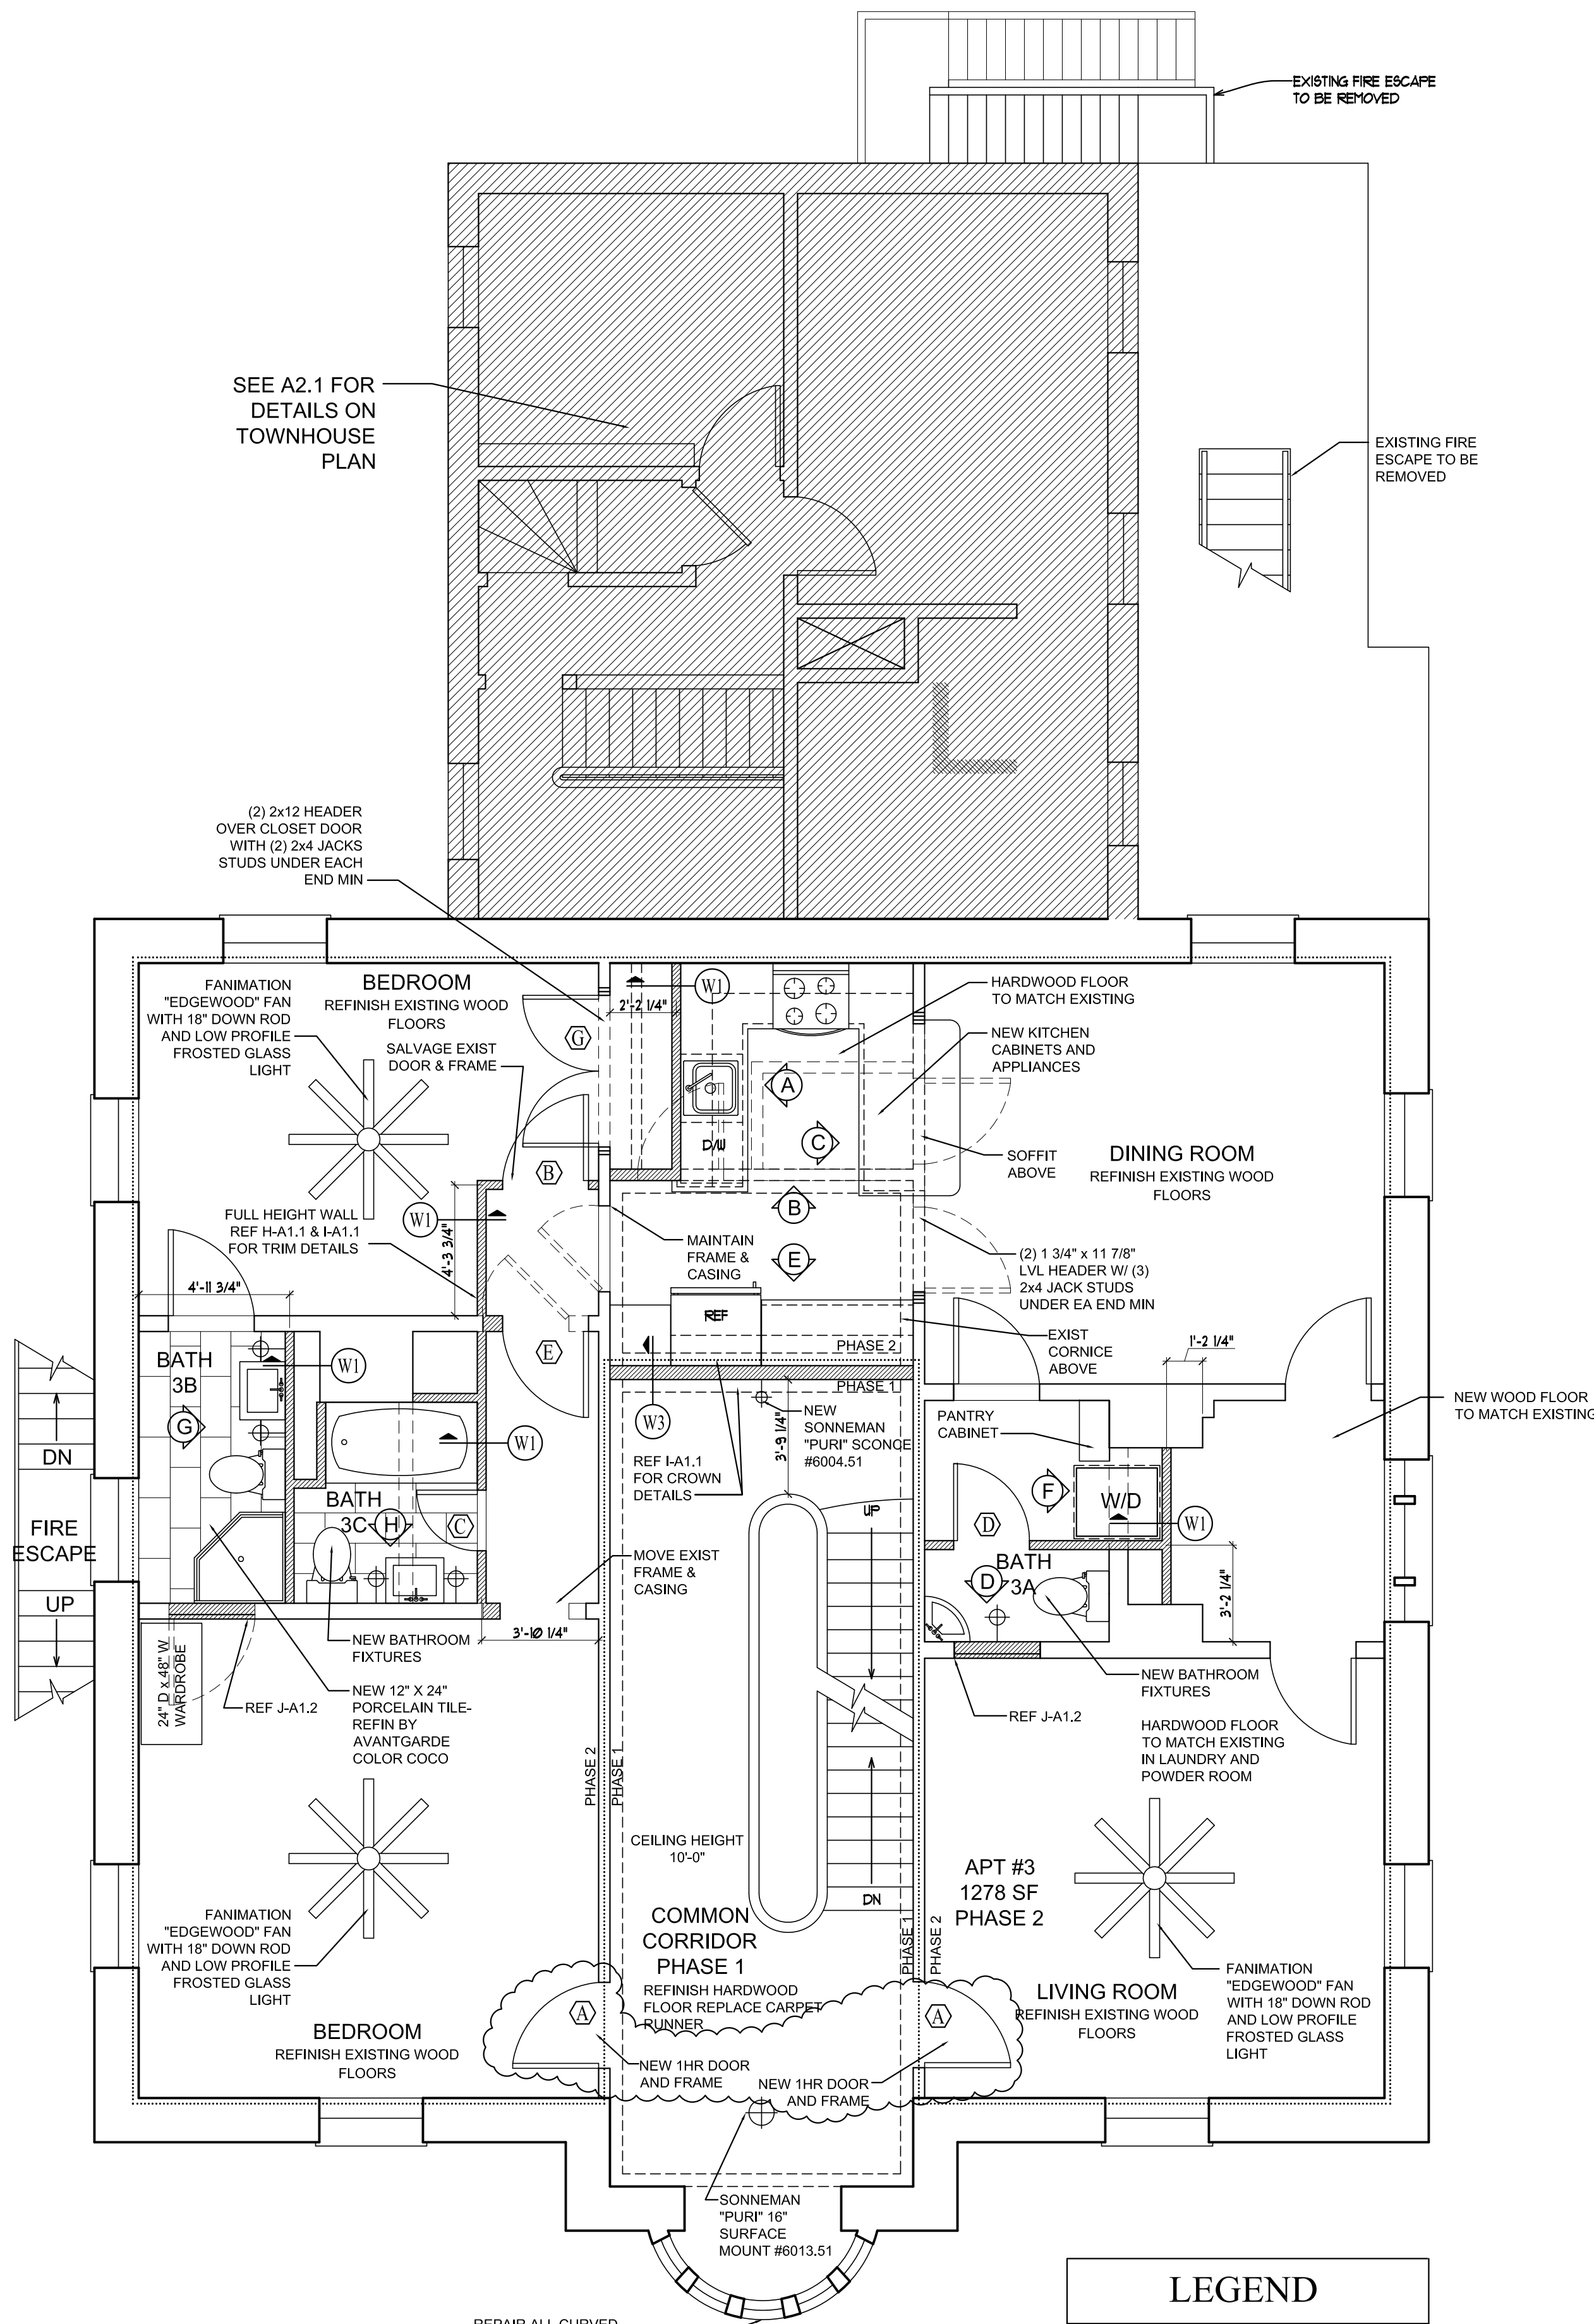 EXISTING FIRE ESCAPE
TO BE REMOVED
SEE A2.1 FOR
DETAILS ON
TOWNHOUSE
PLAN
EXISTING FIRE
ESCAPE TO BE
REMOVED
(2) 2x12 HEADER
OVER CLOSET DOOR
WITH (2) 2x4 JACKS
STUDS UNDER EACH
END MIN
FANIMATION
"EDGEWOOD" FAN
WITH 18" DOWN ROD
AND LOW PROFILE
FROSTED GLASS
LIGHT
BEDROOM
REFINISH EXISTING WOOD
FLOORS
SALVAGE EXIST
DOOR & FRAME
G
2'-2 1/4"
W1
HARDWOOD FLOOR
TO MATCH EXISTING
NEW KITCHEN
CABINETS AND
APPLIANCES
A
C
D/W
SOFFIT
ABOVE
DINING ROOM
REFINISH EXISTING WOOD
FLOORS
B
W1
4'-3 3/4"
FULL HEIGHT WALL
REF H-A1.1 & I-A1.1
FOR TRIM DETAILS
MAINTAIN
FRAME &
CASING
B
E
(2) 1 3/4" x 11 7/8"
LVL HEADER W/ (3)
2x4 JACK STUDS
UNDER EA END MIN
4'-11 3/4"
REF
EXIST
CORNICE
ABOVE
1'-2 1/4"
BATH
3B
W1
E
PHASE 2
PHASE 1
G
W3
NEW
SONNEMAN
"PURI" SCONCE
#6004.51
3'-9 1/4"
PANTRY
CABINET
NEW WOOD FLOOR
TO MATCH EXISTING
DN
W1
REF I-A1.1
FOR CROWN
DETAILS
F
W/D
W1
UP
BATH
3C
H
C
D
FIRE
ESCAPE
UP
MOVE EXIST
FRAME &
CASING
BATH
3A
D
3'-2 1/4"
3'-10 1/4"
24" D x 48" W
WARDROBE
NEW BATHROOM
FIXTURES
REF J-A1.2
NEW 12" X 24"
PORCELAIN TILE-
REFIN BY
AVANTGARDE
COLOR COCO
NEW BATHROOM
FIXTURES
REF J-A1.2
HARDWOOD FLOOR
TO MATCH EXISTING
IN LAUNDRY AND
POWDER ROOM
PHASE 2
PHASE 1
CEILING HEIGHT
10'-0"
DN
APT #3
1278 SF
PHASE 2
FANIMATION
"EDGEWOOD" FAN
WITH 18" DOWN ROD
AND LOW PROFILE
FROSTED GLASS
LIGHT
COMMON
CORRIDOR
PHASE 1
REFINISH HARDWOOD
FLOOR REPLACE CARPET
RUNNER
PHASE 1
PHASE 2
LIVING ROOM
REFINISH EXISTING WOOD
FLOORS
FANIMATION
"EDGEWOOD" FAN
WITH 18" DOWN ROD
AND LOW PROFILE
FROSTED GLASS
LIGHT
A
A
BEDROOM
REFINISH EXISTING WOOD
FLOORS
NEW 1HR DOOR
AND FRAME
NEW 1HR DOOR
AND FRAME
SONNEMAN
"PURI" 16"
SURFACE
MOUNT #6013.51
LEGEND
REPAIR ALL CURVED